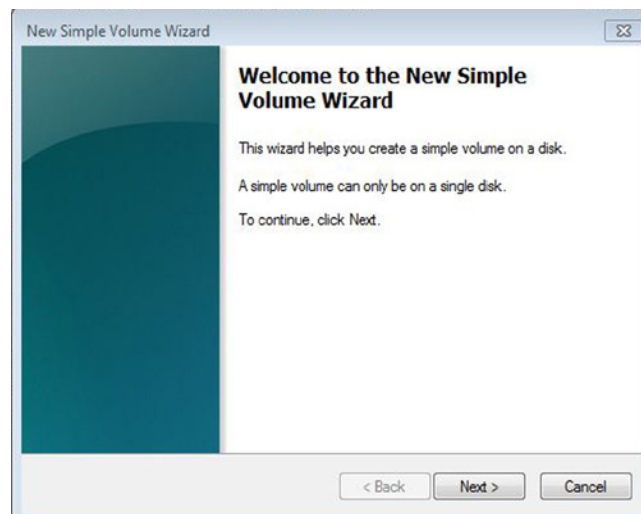 New Simple Volume Wizard
Welcome to the New Simple
Volume Wizard
This wizard helps you create a simple volume on a disk.
A simple volume can only be on a single disk.
To continue, click Next.
< Back Next > Cancel